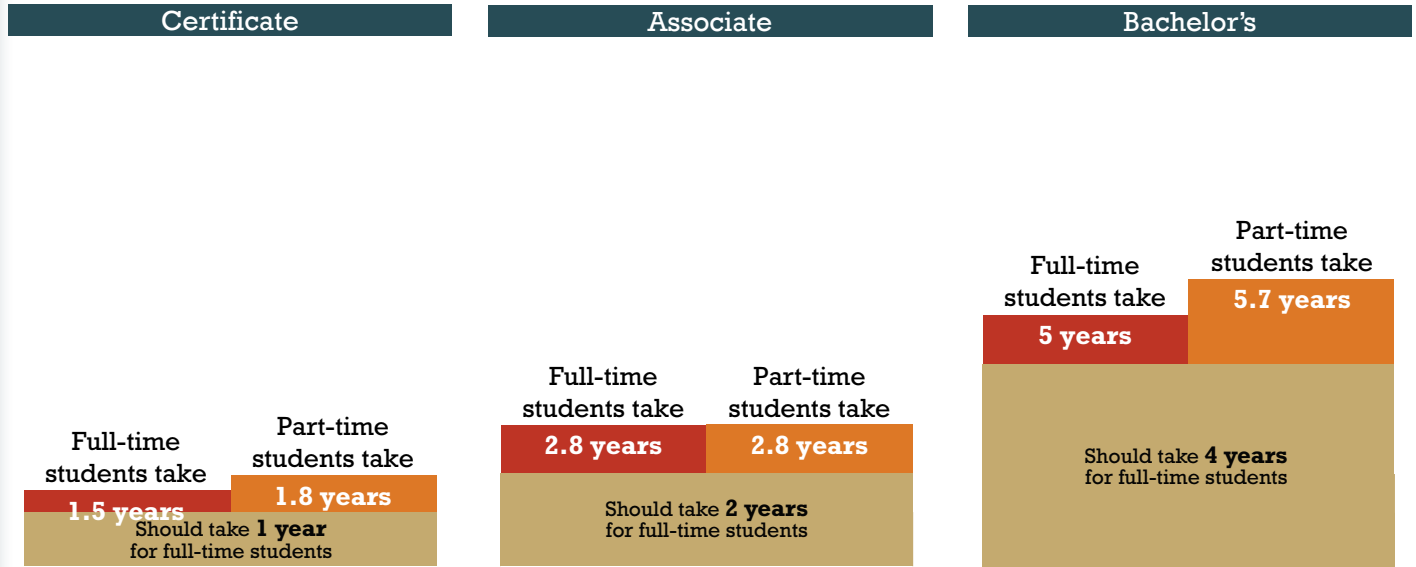 Certificate
Full-time
students take
1.5 years
Part-time
students take
1.8 years
Should take 1 year
for full-time students
Associate
Full-time
students take
2.8 years
Part-time
students take
2.8 years
Should take 2 years
for full-time students
Bachelor's
Full-time
students take
5 years
Part-time
students take
5.7 years
Should take 4 years
for full-time students